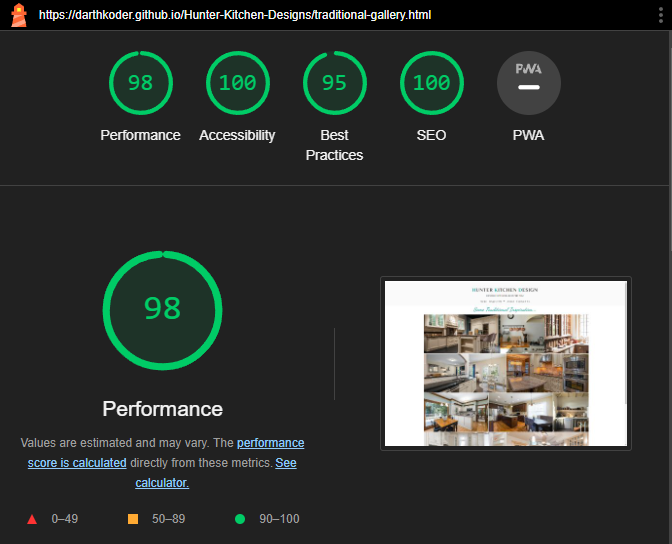 https://darthkoder.github.io/Hunter-Kitchen-Designs/traditional-gallery.html
98
100
95
100
PWA
Performance
Accessibility
Best
Practices
SEO
PWA
98
Performance
Values are estimated and may vary. The performance
score is calculated directly from these metrics. See
calculator.
0–49
50–89
90–100
HUNTER KITCHEN DESIGN
Some Traditional Inspiration...